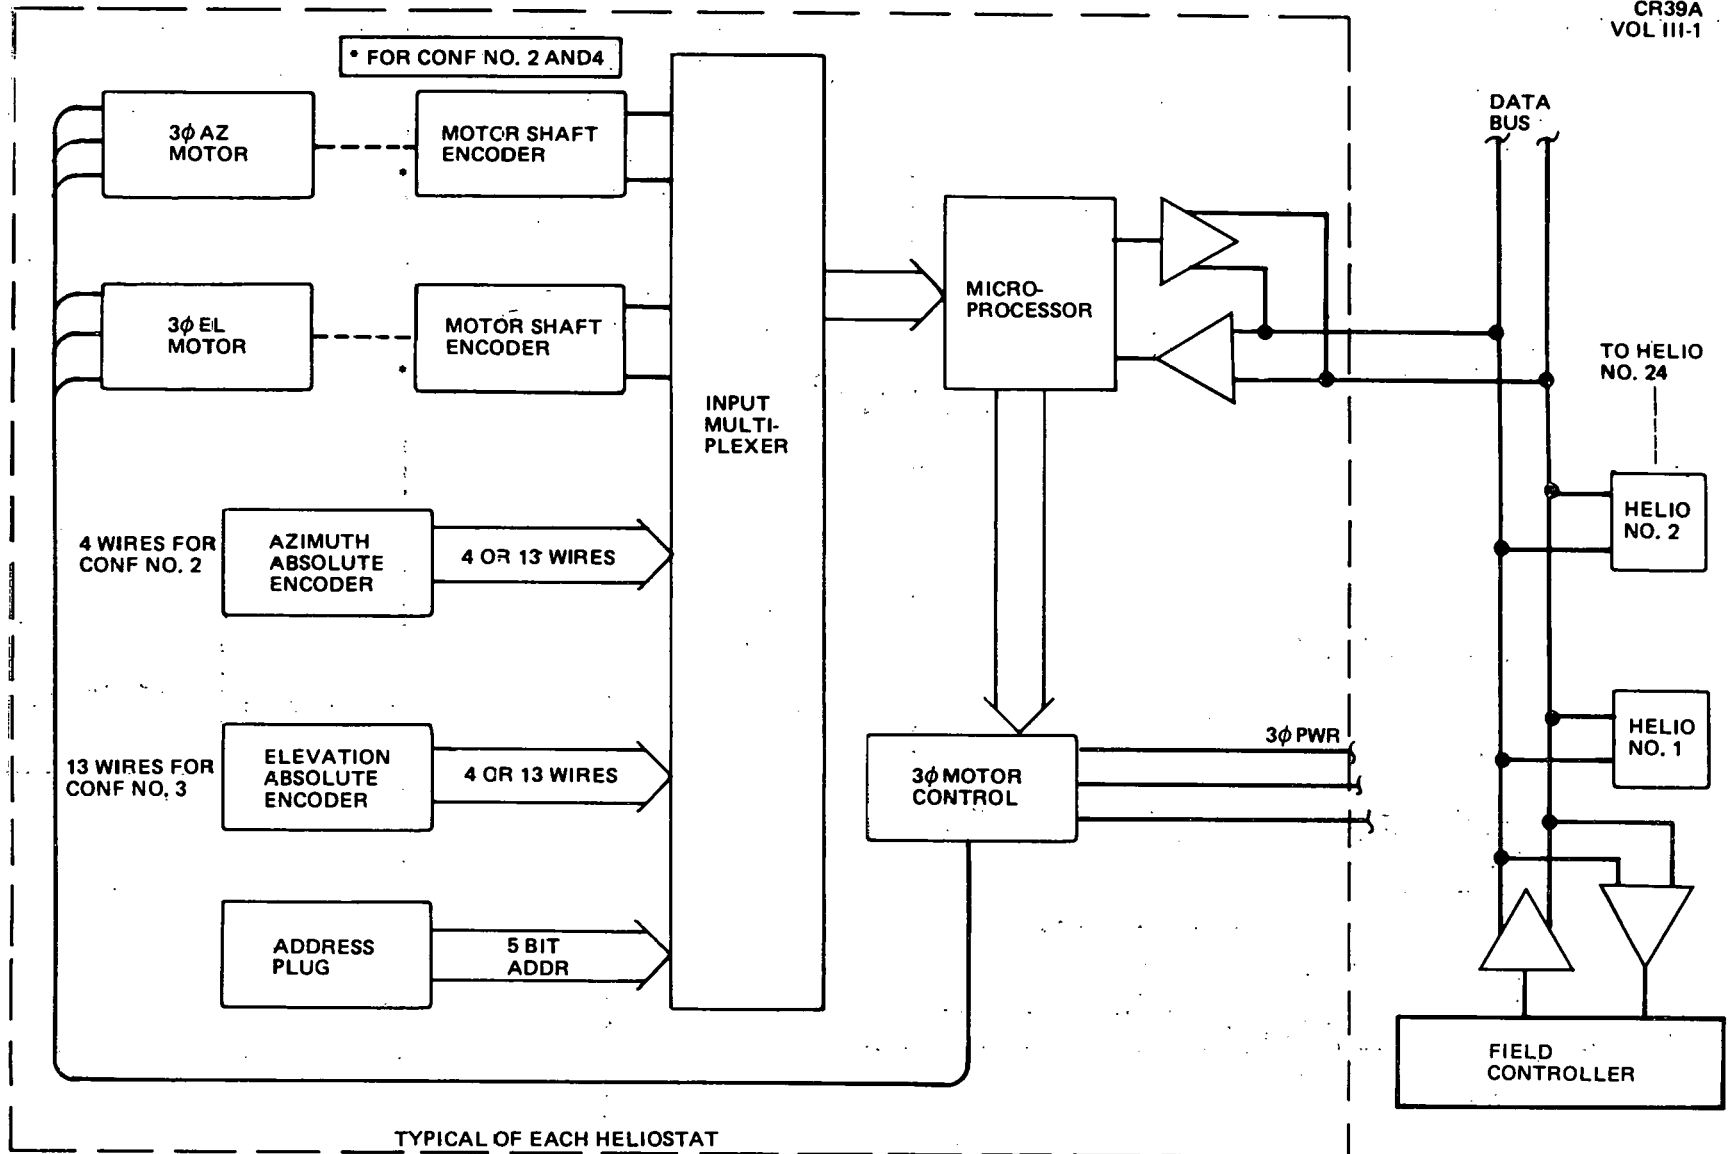 CR39A
VOL III-1
* FOR CONF NO. 2 AND4
3ϕ AZ
MOTOR
*
MOTOR SHAFT
ENCODER
3ϕ EL
MOTOR
*
MOTOR SHAFT
ENCODER
INPUT
MULTI-
PLEXER
MICRO-
PROCESSOR
DATA
BUS
TO HELIO
NO. 24
HELIO
NO. 2
4 WIRES FOR
CONF NO. 2
AZIMUTH
ABSOLUTE
ENCODER
4 OR 13 WIRES
13 WIRES FOR
CONF NO. 3
ELEVATION
ABSOLUTE
ENCODER
4 OR 13 WIRES
3ϕ MOTOR
CONTROL
3ϕ PWR
HELIO
NO. 1
ADDRESS
PLUG
5 BIT
ADDR
FIELD
CONTROLLER
TYPICAL OF EACH HELIOSTAT